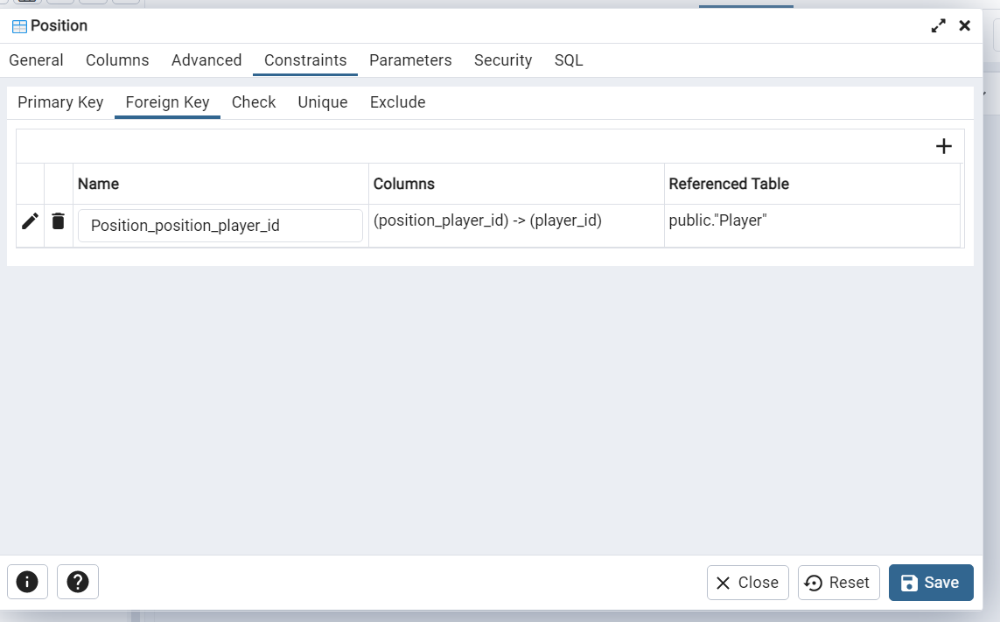 Position
General Columns Advanced Constraints Parameters Security SQL
Primary Key Foreign Key Check Unique Exclude
Name Columns Referenced Table
Position_position_player_id (position_player_id) -> (player_id) public."Player"
Close Reset Save